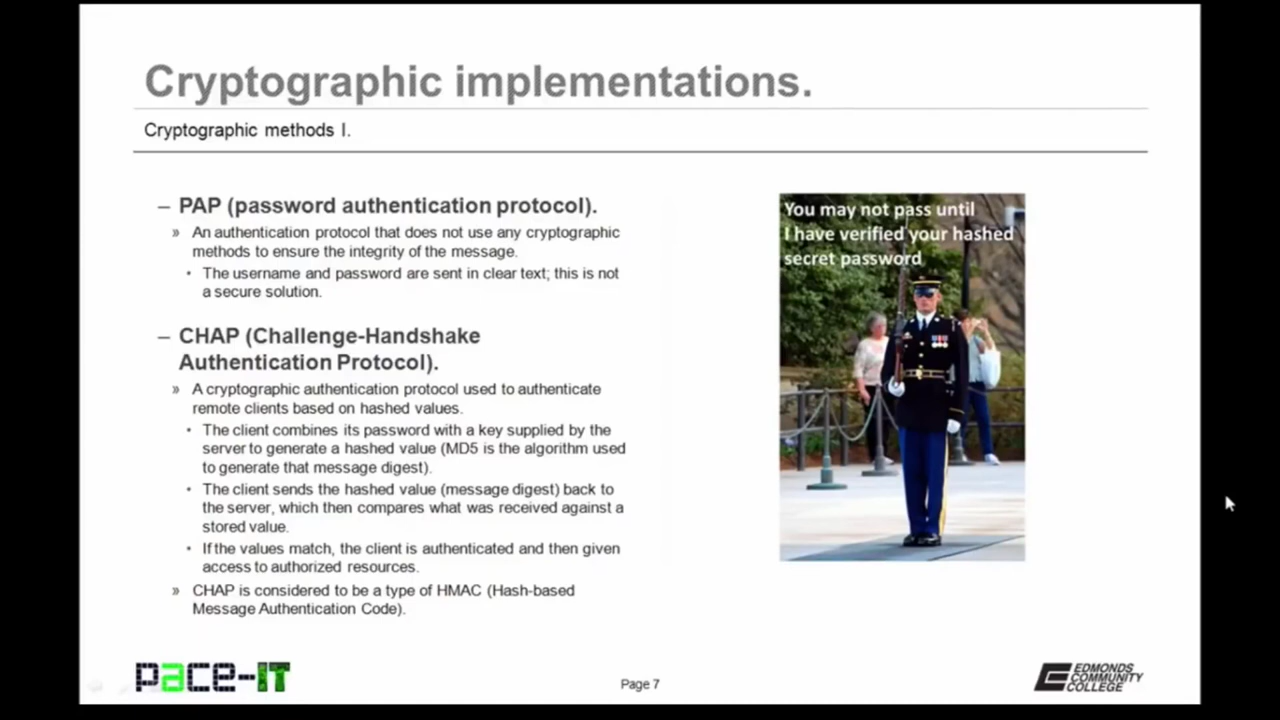 Cryptographic implementations.
Cryptographic methods I.
– PAP (password authentication protocol).
» An authentication protocol that does not use any cryptographic
methods to ensure the integrity of the message.
• The username and password are sent in clear text; this is not
a secure solution.
– CHAP (Challenge-Handshake
Authentication Protocol).
» A cryptographic authentication protocol used to authenticate
remote clients based on hashed values.
• The client combines its password with a key supplied by the
server to generate a hashed value (MD5 is the algorithm used
to generate that message digest).
• The client sends the hashed value (message digest) back to
the server, which then compares what was received against a
stored value.
• If the values match, the client is authenticated and then given
access to authorized resources.
» CHAP is considered to be a type of HMAC (Hash-based
Message Authentication Code).
You may not pass until
I have verified your hashed
secret password
pace-IT
Page 7
EDMONDS
COMMUNITY
COLLEGE